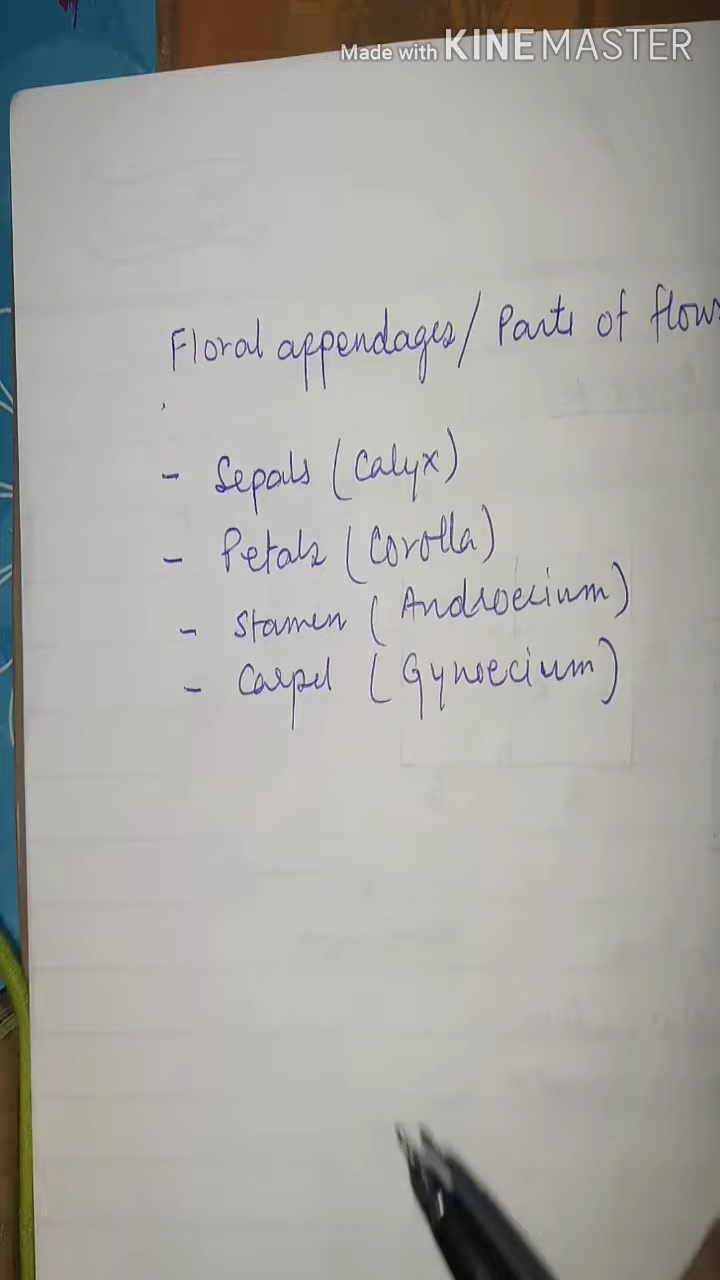 Made with KINEMASTER
Floral appendages/ Parts of flow
- Sepals (Calyx)
- Petals (Corolla)
- Stamen (Androecium)
- Carpel (Gynoecium)